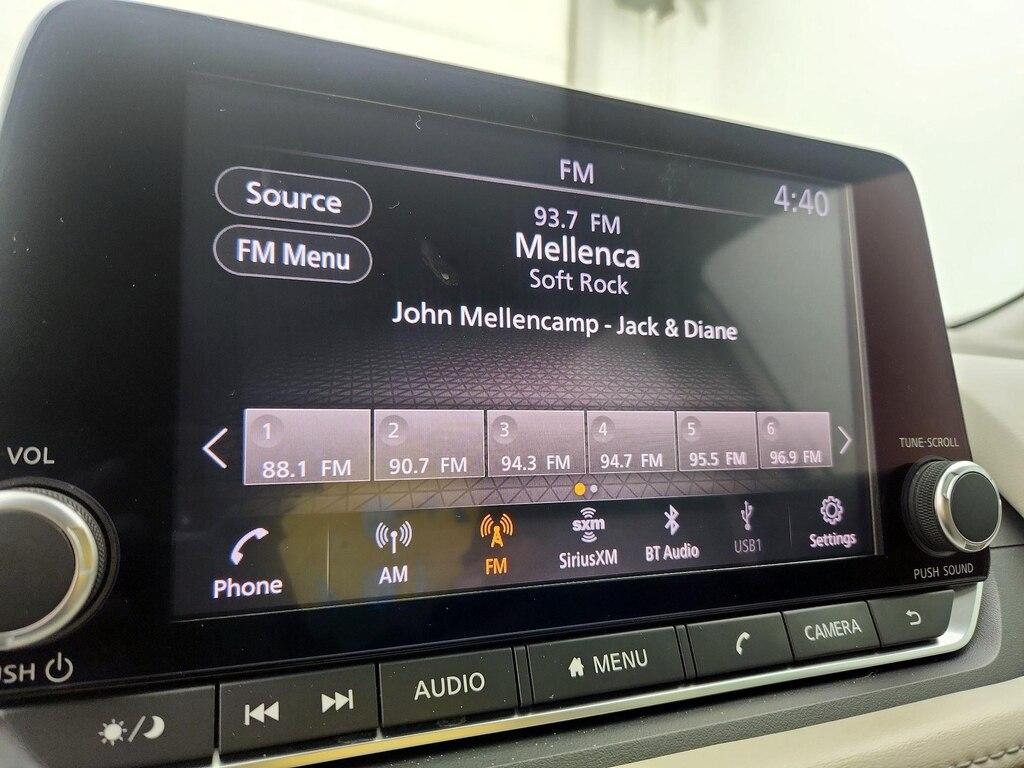 FM
4:40
Source
93.7 FM
Mellenca
FM Menu
Soft Rock
John Mellencamp - Jack & Diane
1 2 3 4 5 6
88.1 FM 90.7 FM 94.3 FM 94.7 FM 95.5 FM 96.9 FM
VOL
TUNE-SCROLL
sxm
Phone AM FM SiriusXM BT Audio USB1 Settings
PUSH SOUND
SH
AUDIO MENU CAMERA